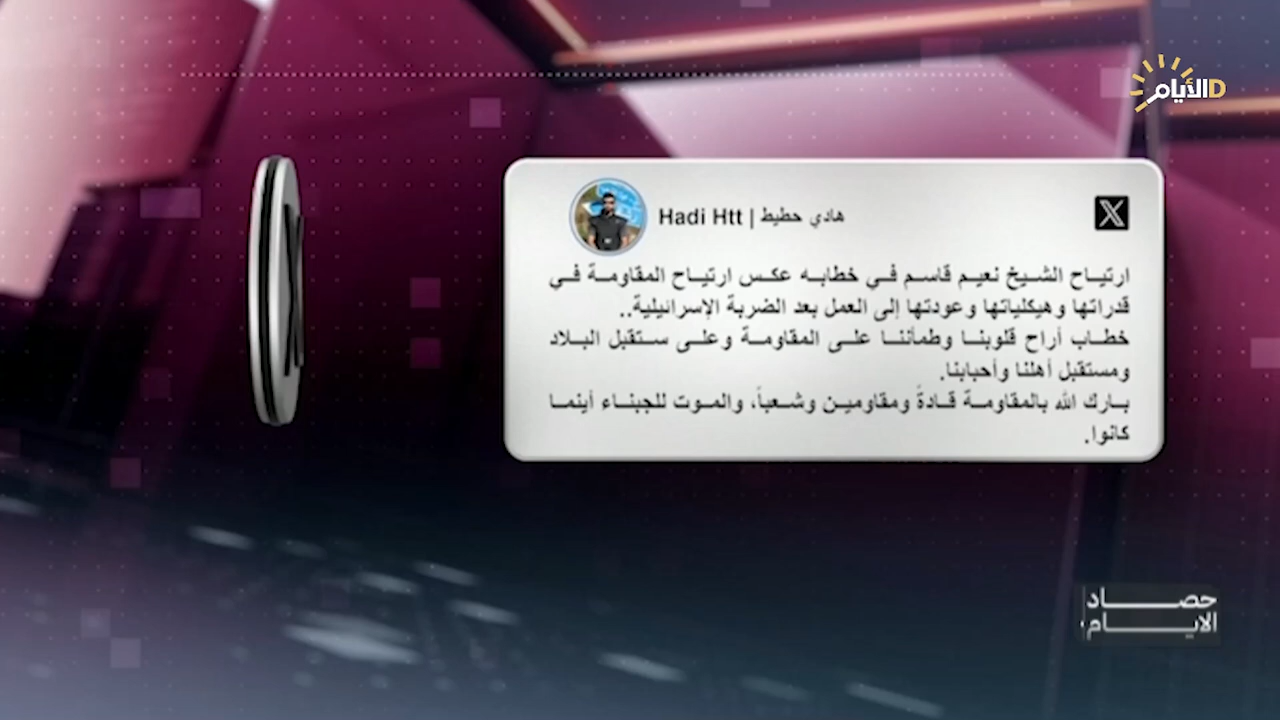 الأيام D
هادي حطيط | Hadi Htt
ارتياح الشيخ نعيم قاسم في خطابه عكس ارتياح المقاومة في
قدراتها وهيكلياتها وعودتها إلى العمل بعد الضربة الإسرائيلية..
خطاب أراح قلوبنا وطمأننا على المقاومة وعلى ستقبل البلاد
ومستقبل أهلنا وأحبابنا.
بارك الله بالمقاومة قادةً ومقاومين وشعباً، والموت للجبناء أينما
كانوا.
حصاد
الايام